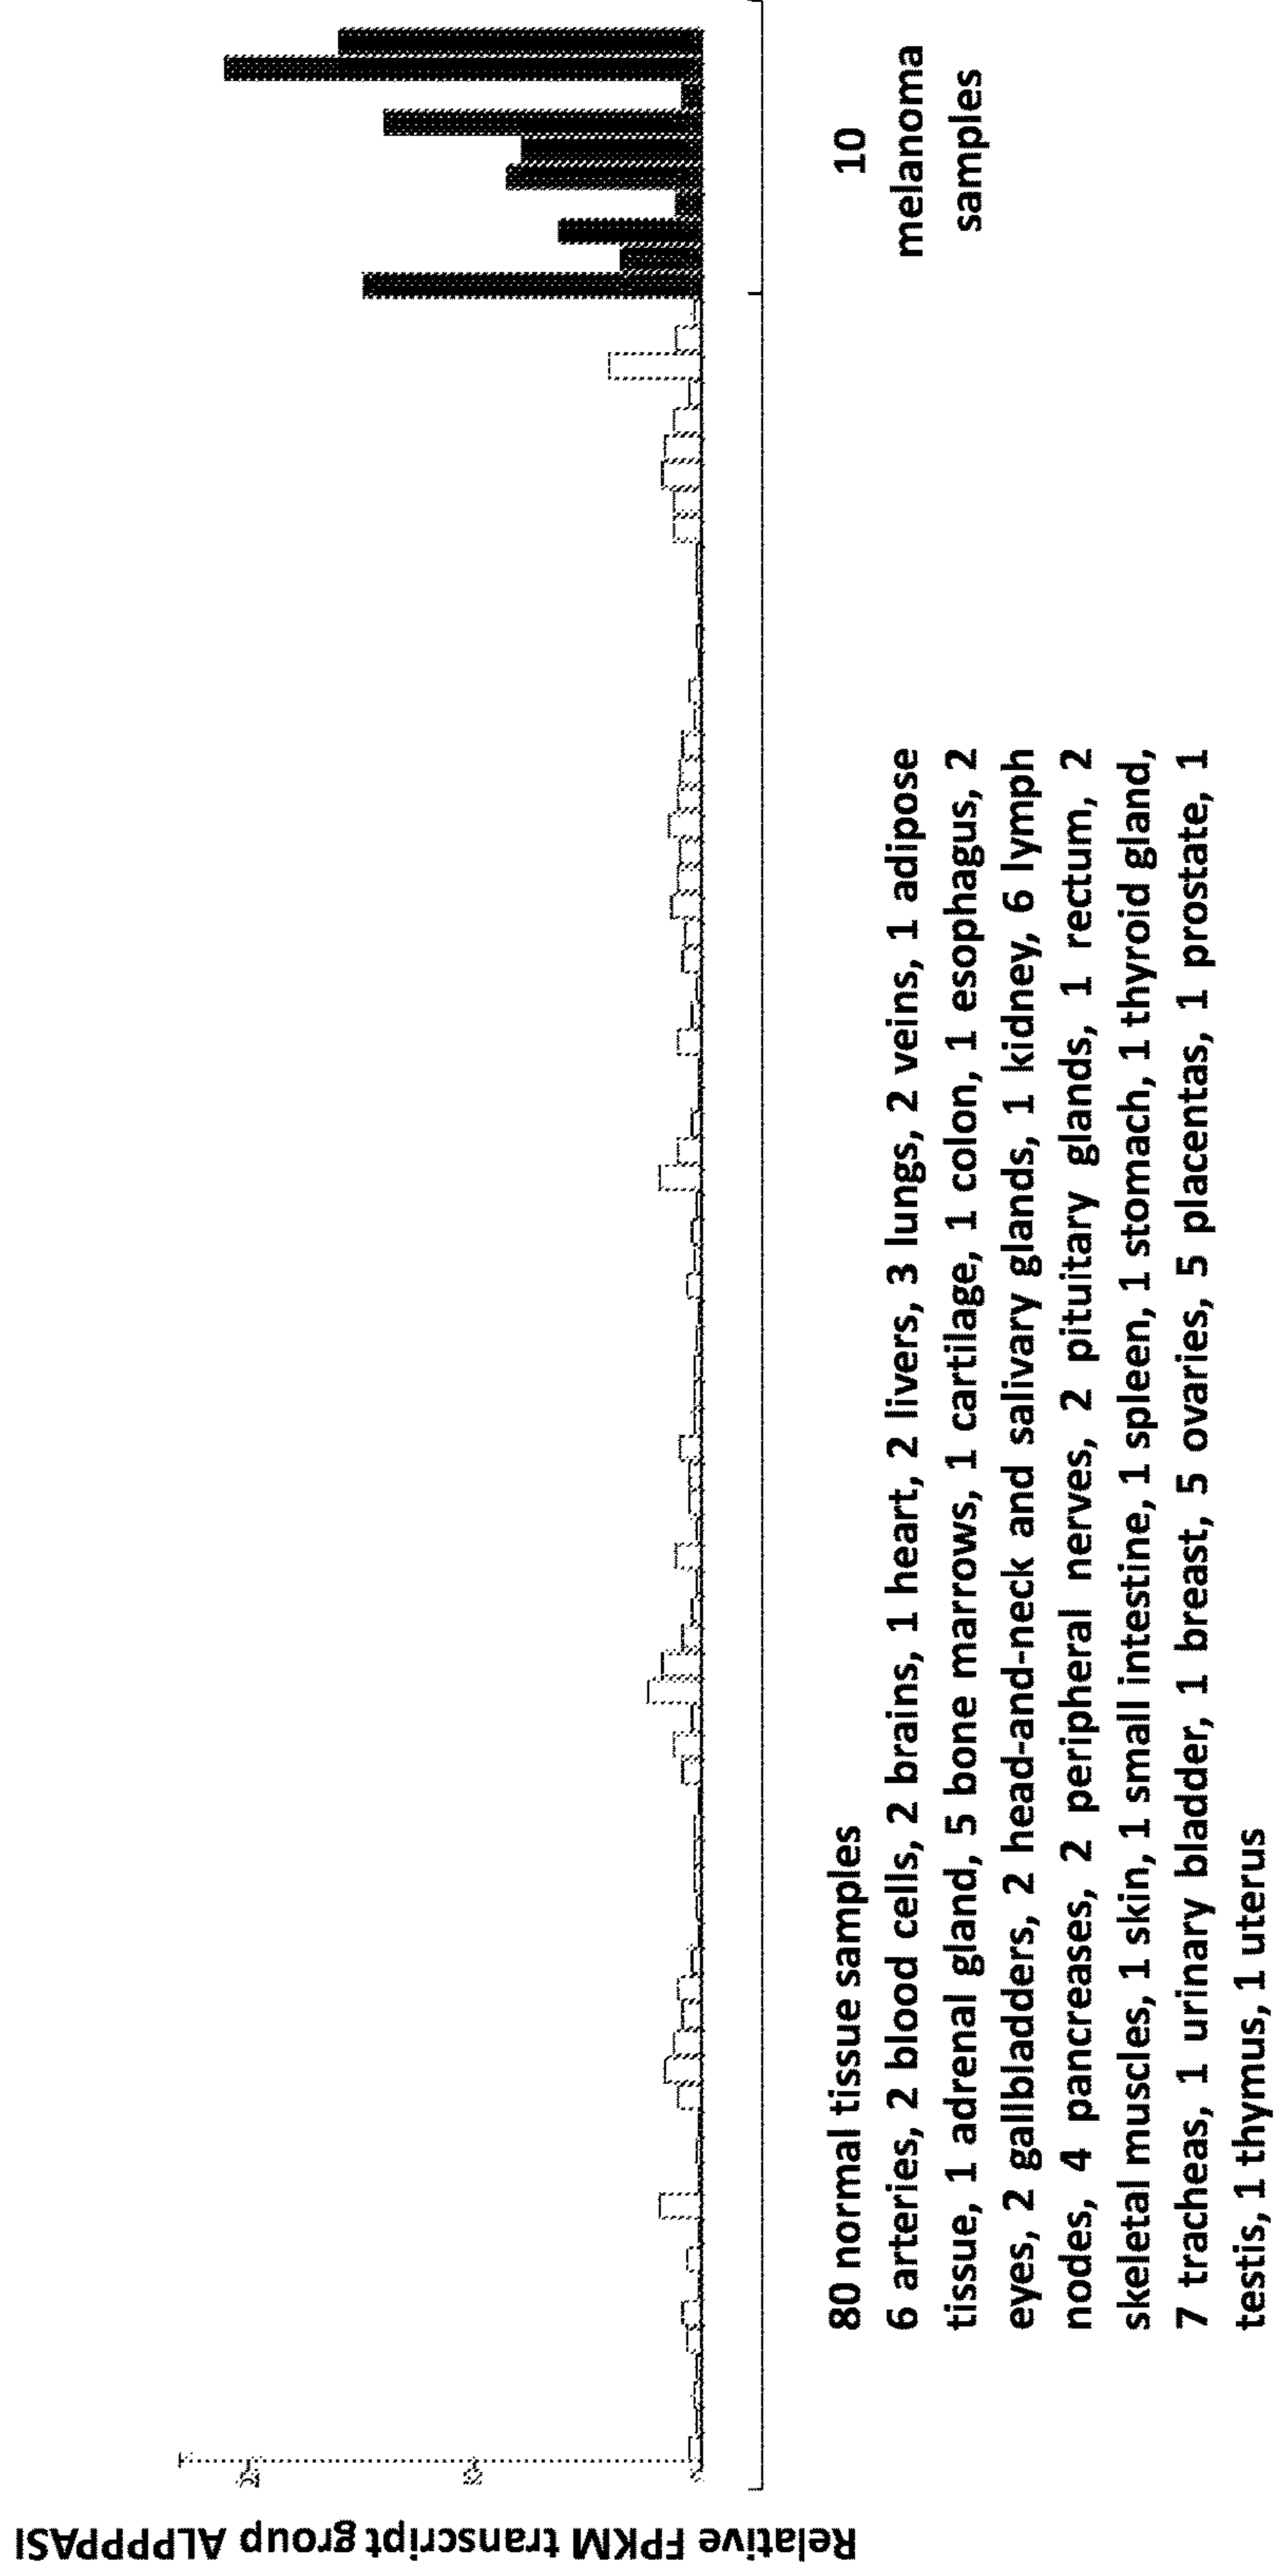 Relative FPKM transcript group ALPPPPASI
80 normal tissue samples
6 arteries, 2 blood cells, 2 brains, 1 heart, 2 livers, 3 lungs, 2 veins, 1 adipose
tissue, 1 adrenal gland, 5 bone marrows, 1 cartilage, 1 colon, 1 esophagus, 2
eyes, 2 gallbladders, 2 head-and-neck and salivary glands, 1 kidney, 6 lymph
nodes, 4 pancreases, 2 peripheral nerves, 2 pituitary glands, 1 rectum, 2
skeletal muscles, 1 skin, 1 small intestine, 1 spleen, 1 stomach, 1 thyroid gland,
7 tracheas, 1 urinary bladder, 1 breast, 5 ovaries, 5 placentas, 1 prostate, 1
testis, 1 thymus, 1 uterus
10
melanoma
samples